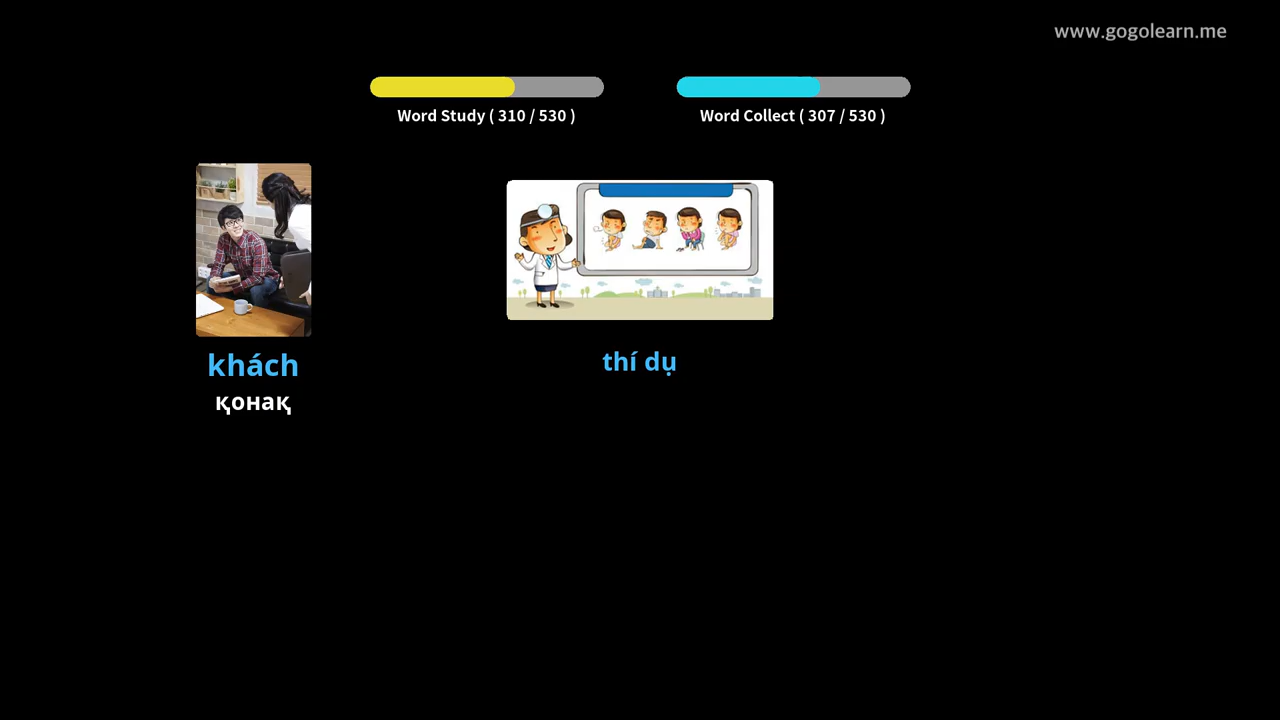 www.gogolearn.me
Word Study ( 310 / 530 )
Word Collect ( 307 / 530 )
khách
қонақ
thí dụ